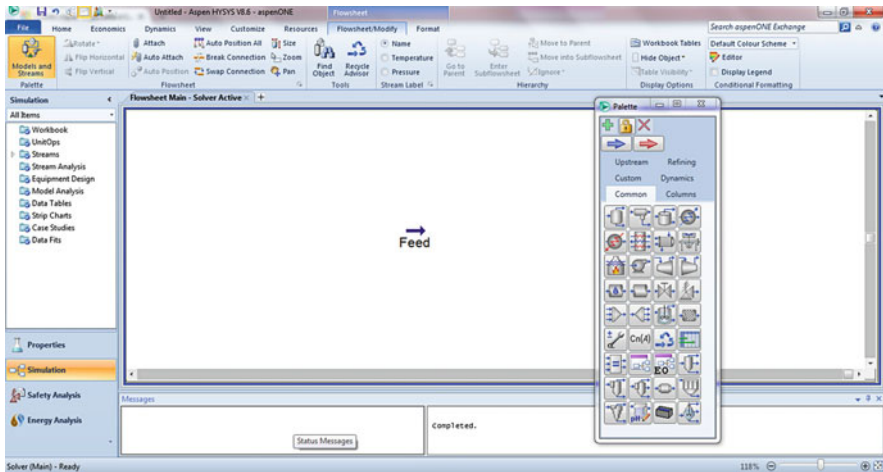 Untitled - Aspen HYSYS V8.6 - aspenONE
Flowsheet
File Home Economics Dynamics View Customize Resources Flowsheet/Modify Format
Search aspenONE Exchange
Models and Streams
Rotate
Flip Horizontal
Flip Vertical
Palette
Attach
Auto Attach
Auto Position
Auto Position All
Break Connection
Swap Connection
Size
Zoom
Pan
Flowsheet
Find Object
Recycle Advisor
Tools
Name
Temperature
Pressure
Stream Label
Go to Parent
Enter Subflowsheet
Move to Parent
Move into Subflowsheet
Ignore
Hierarchy
Workbook Tables
Hide Object
Table Visibility
Display Options
Default Colour Scheme
Editor
Display Legend
Conditional Formatting
Simulation
All Items
Workbook
UnitOps
Streams
Stream Analysis
Equipment Design
Model Analysis
Data Tables
Strip Charts
Case Studies
Data Fits
Properties
Simulation
Safety Analysis
Energy Analysis
Flowsheet Main - Solver Active
Feed
Palette
Upstream Refining
Custom Dynamics
Common Columns
Cn(A)
EO
pH
Messages
Status Messages
Completed.
Solver (Main) - Ready
118%